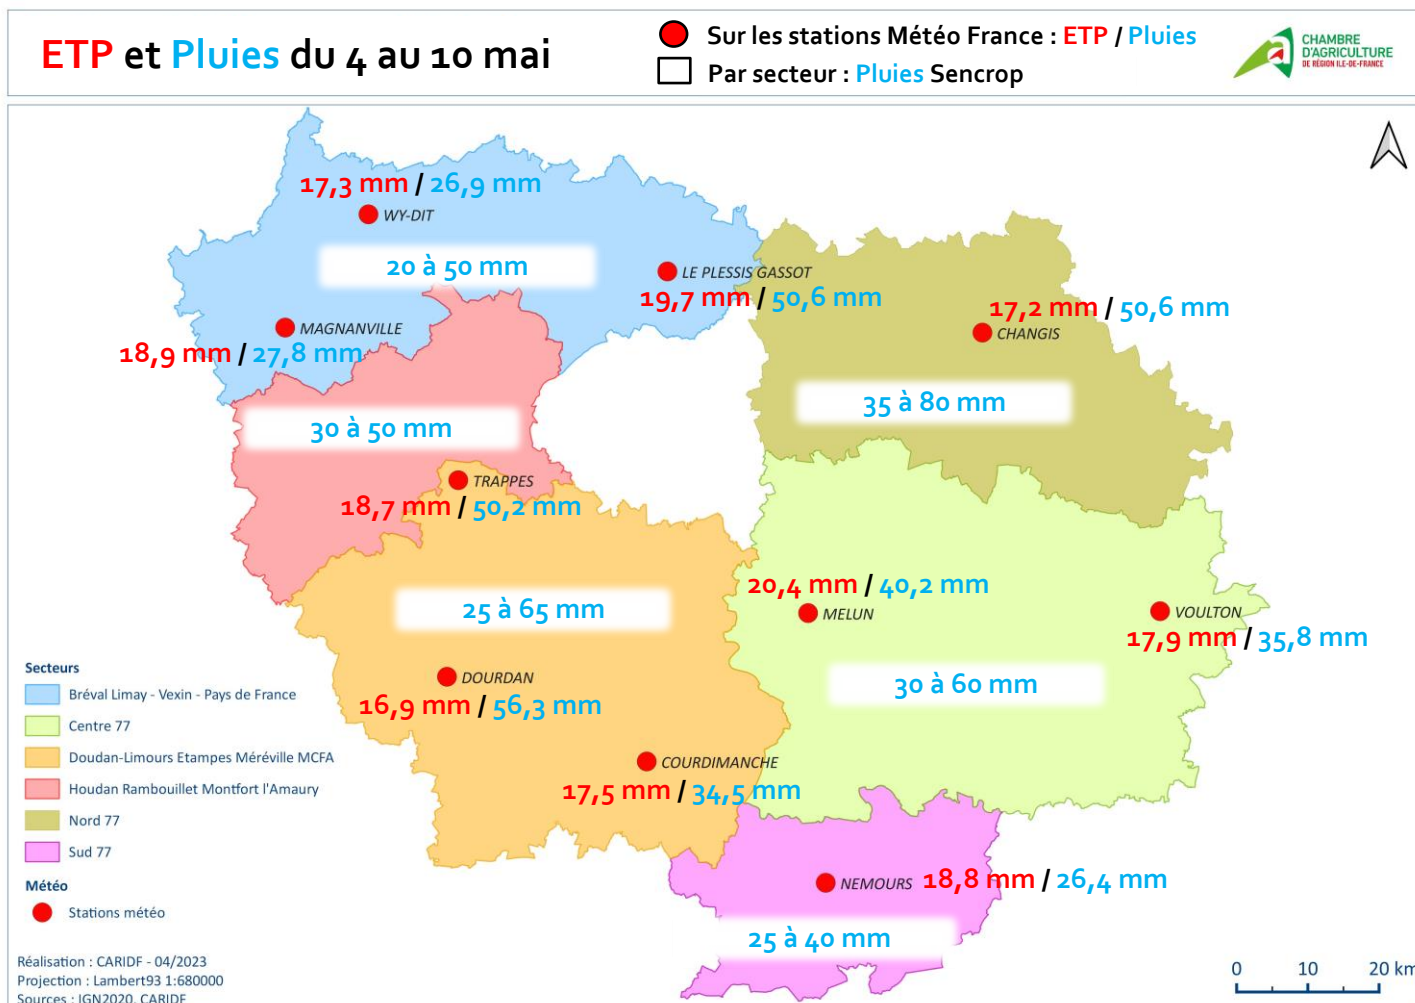 ETP et Pluies du 4 au 10 mai
Sur les stations Météo France : ETP / Pluies
Par secteur : Pluies Sencrop
CHAMBRE
D'AGRICULTURE
DE RÉGION ILE-DE-FRANCE
17,3 mm / 26,9 mm
WY-DIT
20 à 50 mm
LE PLESSIS GASSOT
19,7 mm / 50,6 mm
17,2 mm / 50,6 mm
CHANGIS
MAGNANVILLE
18,9 mm / 27,8 mm
35 à 80 mm
30 à 50 mm
TRAPPES
18,7 mm / 50,2 mm
20,4 mm / 40,2 mm
MELUN
25 à 65 mm
VOULTON
17,9 mm / 35,8 mm
DOURDAN
16,9 mm / 56,3 mm
30 à 60 mm
COURDIMANCHE
17,5 mm / 34,5 mm
NEMOURS
18,8 mm / 26,4 mm
25 à 40 mm
Secteurs
Bréval Limay - Vexin - Pays de France
Centre 77
Doudan-Limours Etampes Méréville MCFA
Houdan Rambouillet Montfort l'Amaury
Nord 77
Sud 77
Météo
Stations météo
Réalisation : CARIDF - 04/2023
Projection : Lambert93 1:680000
Sources : IGN2020, CARIDF
0 10 20 km